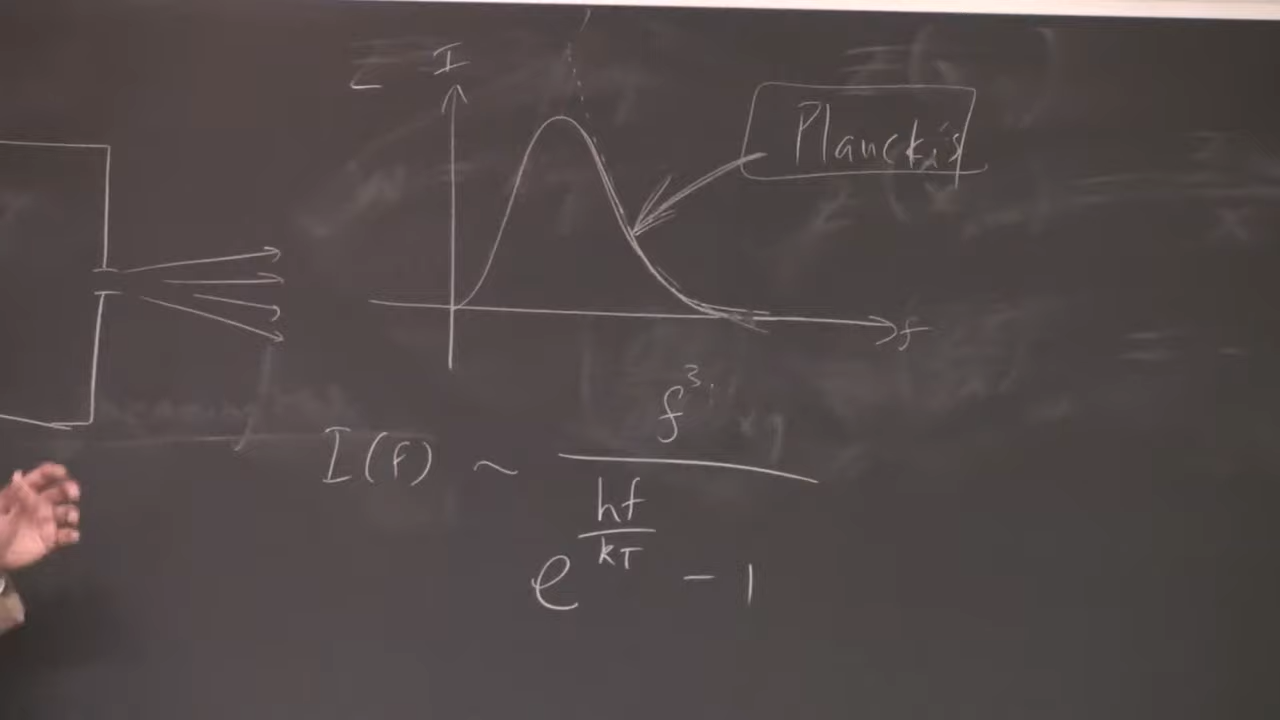 I
Planck's
f
I(f) ~ f³ / (e^(hf/kT) - 1)